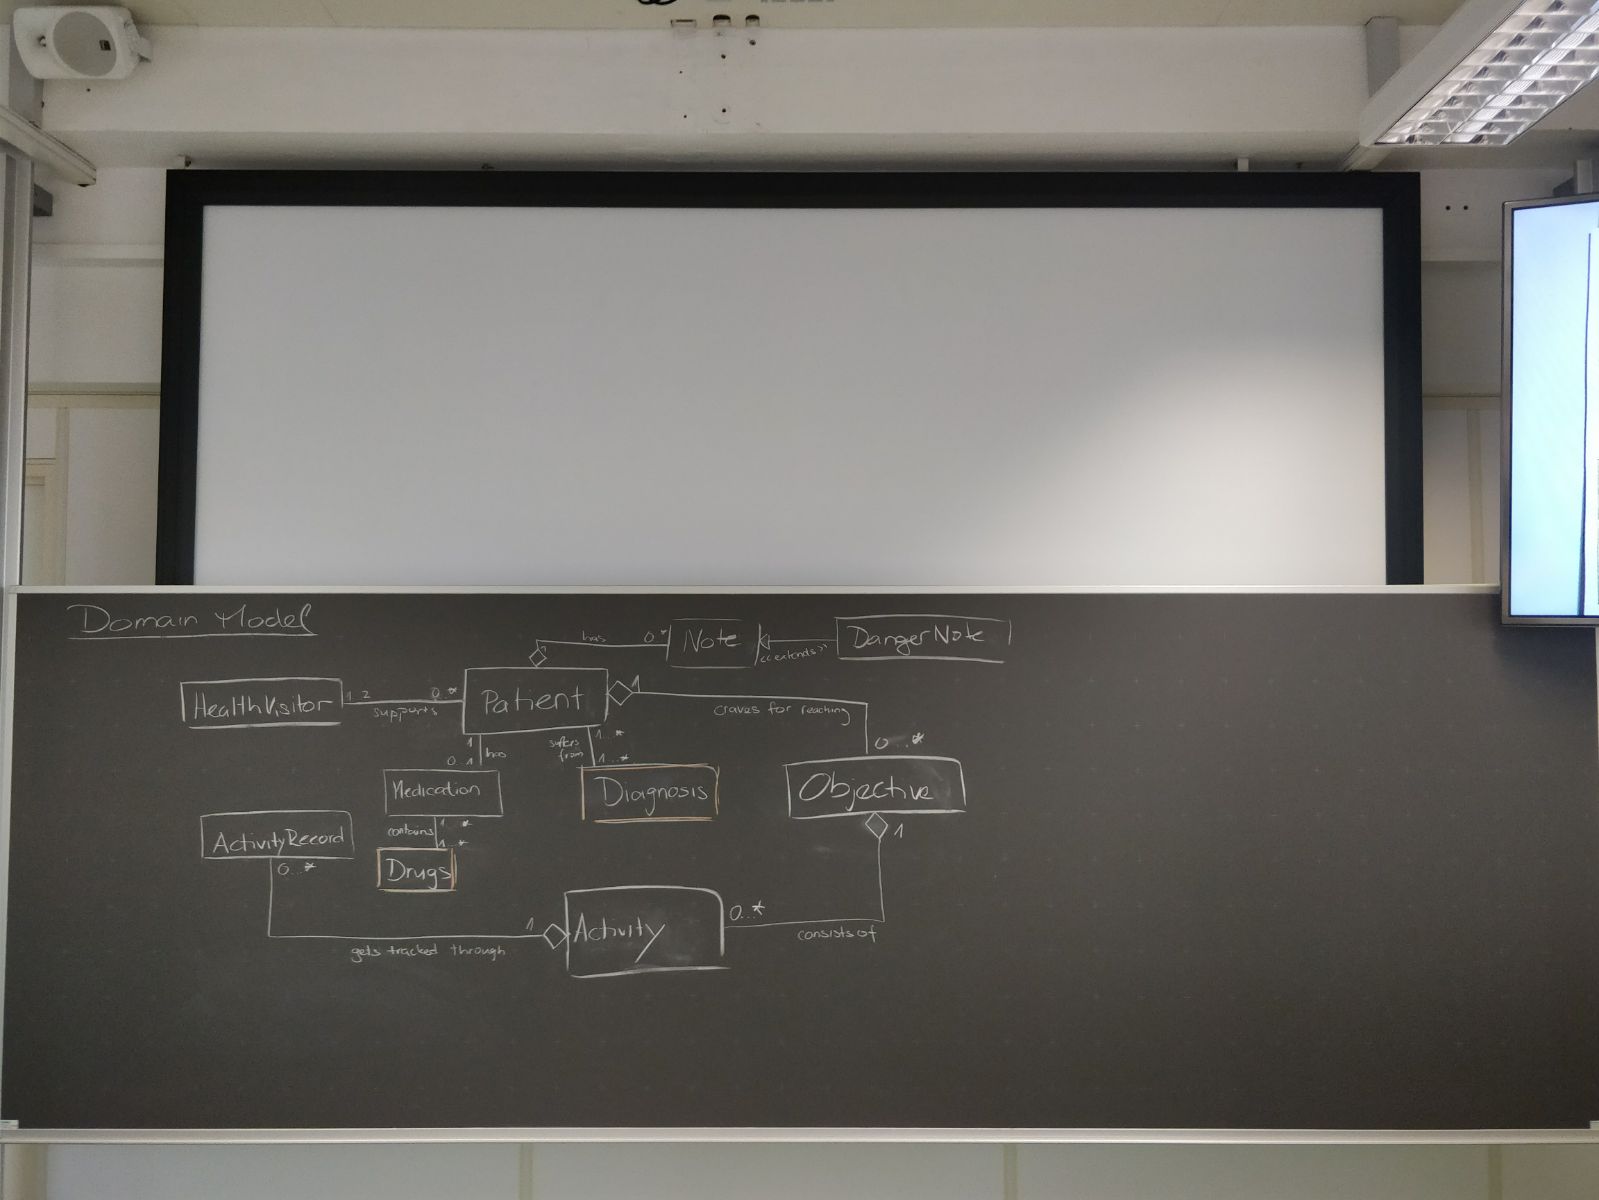 Domain Model
has
0..*
Note
<<extends>>
DangerNote
HealthVisitor
1..2
supports
0..*
Patient
1
craves for reaching
0...*
1
has
0..1
suffers
from
1...*
1...*
Medication
Diagnosis
Objective
1
contains
1...*
1...*
Drugs
ActivityRecord
0...*
gets tracked through
1
Activity
0...*
consists of